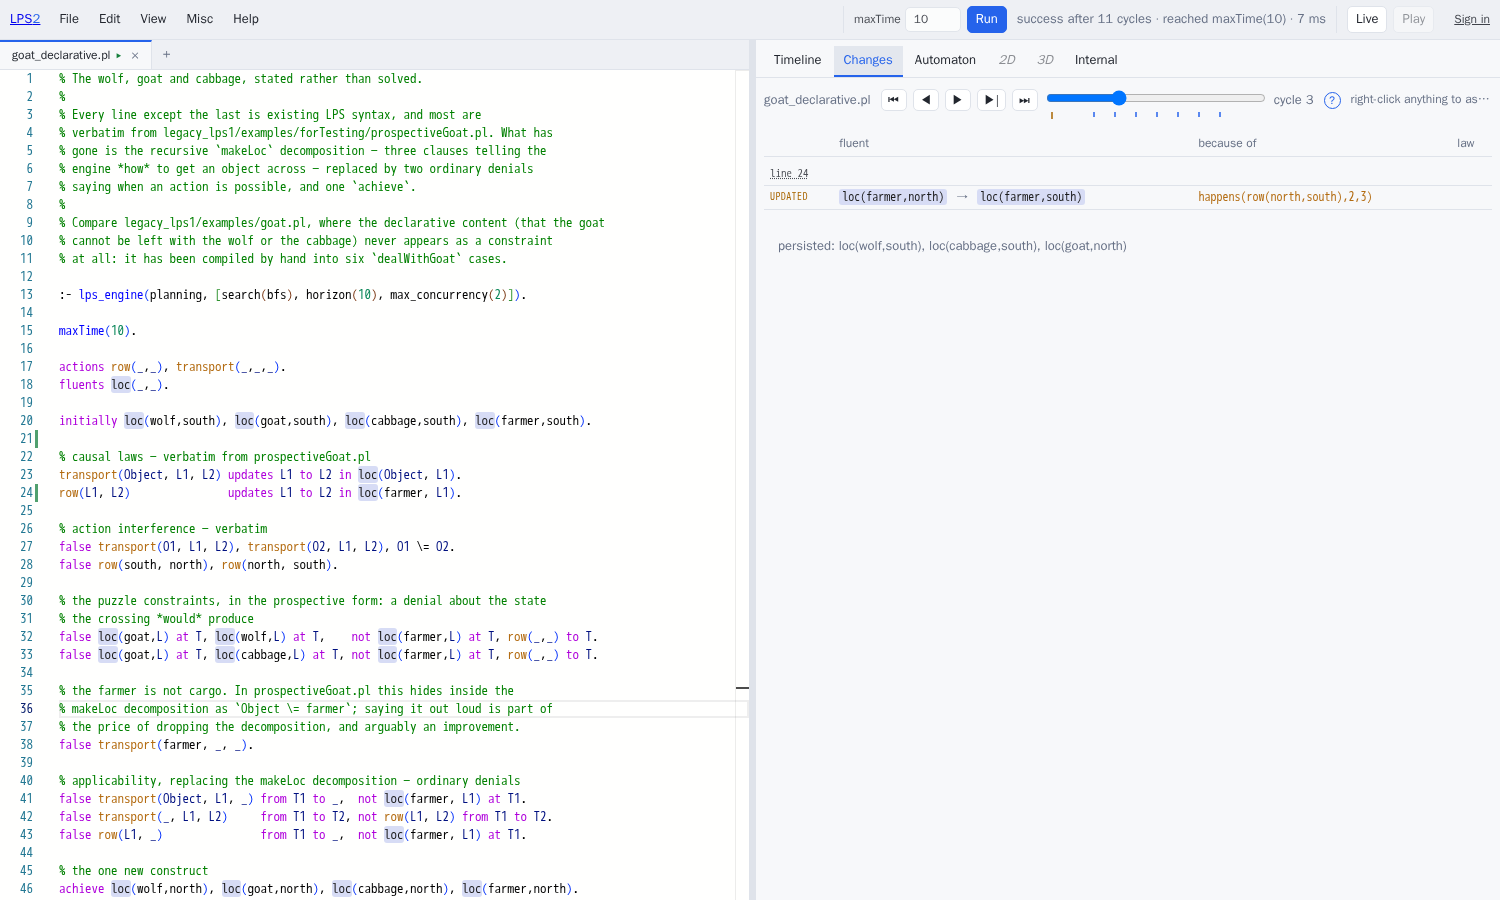 LPS2 File Edit View Misc Help maxTime 10 Run success after 11 cycles · reached maxTime(10) · 7 ms Live Play Sign in
goat_declarative.pl ▸ × +
1 % The wolf, goat and cabbage, stated rather than solved.
2 %
3 % Every line except the last is existing LPS syntax, and most are
4 % verbatim from legacy_lps1/examples/forTesting/prospectiveGoat.pl. What has
5 % gone is the recursive `makeLoc` decomposition — three clauses telling the
6 % engine *how* to get an object across — replaced by two ordinary denials
7 % saying when an action is possible, and one `achieve`.
8 %
9 % Compare legacy_lps1/examples/goat.pl, where the declarative content (that the goat
10 % cannot be left with the wolf or the cabbage) never appears as a constraint
11 % at all: it has been compiled by hand into six `dealWithGoat` cases.
12
13 :- lps_engine(planning, [search(bfs), horizon(10), max_concurrency(2)]).
14
15 maxTime(10).
16
17 actions row(_,_), transport(_,_,_).
18 fluents loc(_,_).
19
20 initially loc(wolf,south), loc(goat,south), loc(cabbage,south), loc(farmer,south).
21
22 % causal laws — verbatim from prospectiveGoat.pl
23 transport(Object, L1, L2) updates L1 to L2 in loc(Object, L1).
24 row(L1, L2) updates L1 to L2 in loc(farmer, L1).
25
26 % action interference — verbatim
27 false transport(O1, L1, L2), transport(O2, L1, L2), O1 \= O2.
28 false row(south, north), row(north, south).
29
30 % the puzzle constraints, in the prospective form: a denial about the state
31 % the crossing *would* produce
32 false loc(goat,L) at T, loc(wolf,L) at T, not loc(farmer,L) at T, row(_,_) to T.
33 false loc(goat,L) at T, loc(cabbage,L) at T, not loc(farmer,L) at T, row(_,_) to T.
34
35 % the farmer is not cargo. In prospectiveGoat.pl this hides inside the
36 % makeLoc decomposition as `Object \= farmer`; saying it out loud is part of
37 % the price of dropping the decomposition, and arguably an improvement.
38 false transport(farmer, _, _).
39
40 % applicability, replacing the makeLoc decomposition — ordinary denials
41 false transport(Object, L1, _) from T1 to _, not loc(farmer, L1) at T1.
42 false transport(_, L1, L2) from T1 to T2, not row(L1, L2) from T1 to T2.
43 false row(L1, _) from T1 to _, not loc(farmer, L1) at T1.
44
45 % the one new construct
46 achieve loc(wolf,north), loc(goat,north), loc(cabbage,north), loc(farmer,north).
Timeline Changes Automaton 2D 3D Internal
goat_declarative.pl ⏮ ◀ ▶ ▶| ⏭ cycle 3 ? right-click anything to as…
fluent because of law
line 24
UPDATED loc(farmer,north) → loc(farmer,south) happens(row(north,south),2,3)
persisted: loc(wolf,south), loc(cabbage,south), loc(goat,north)